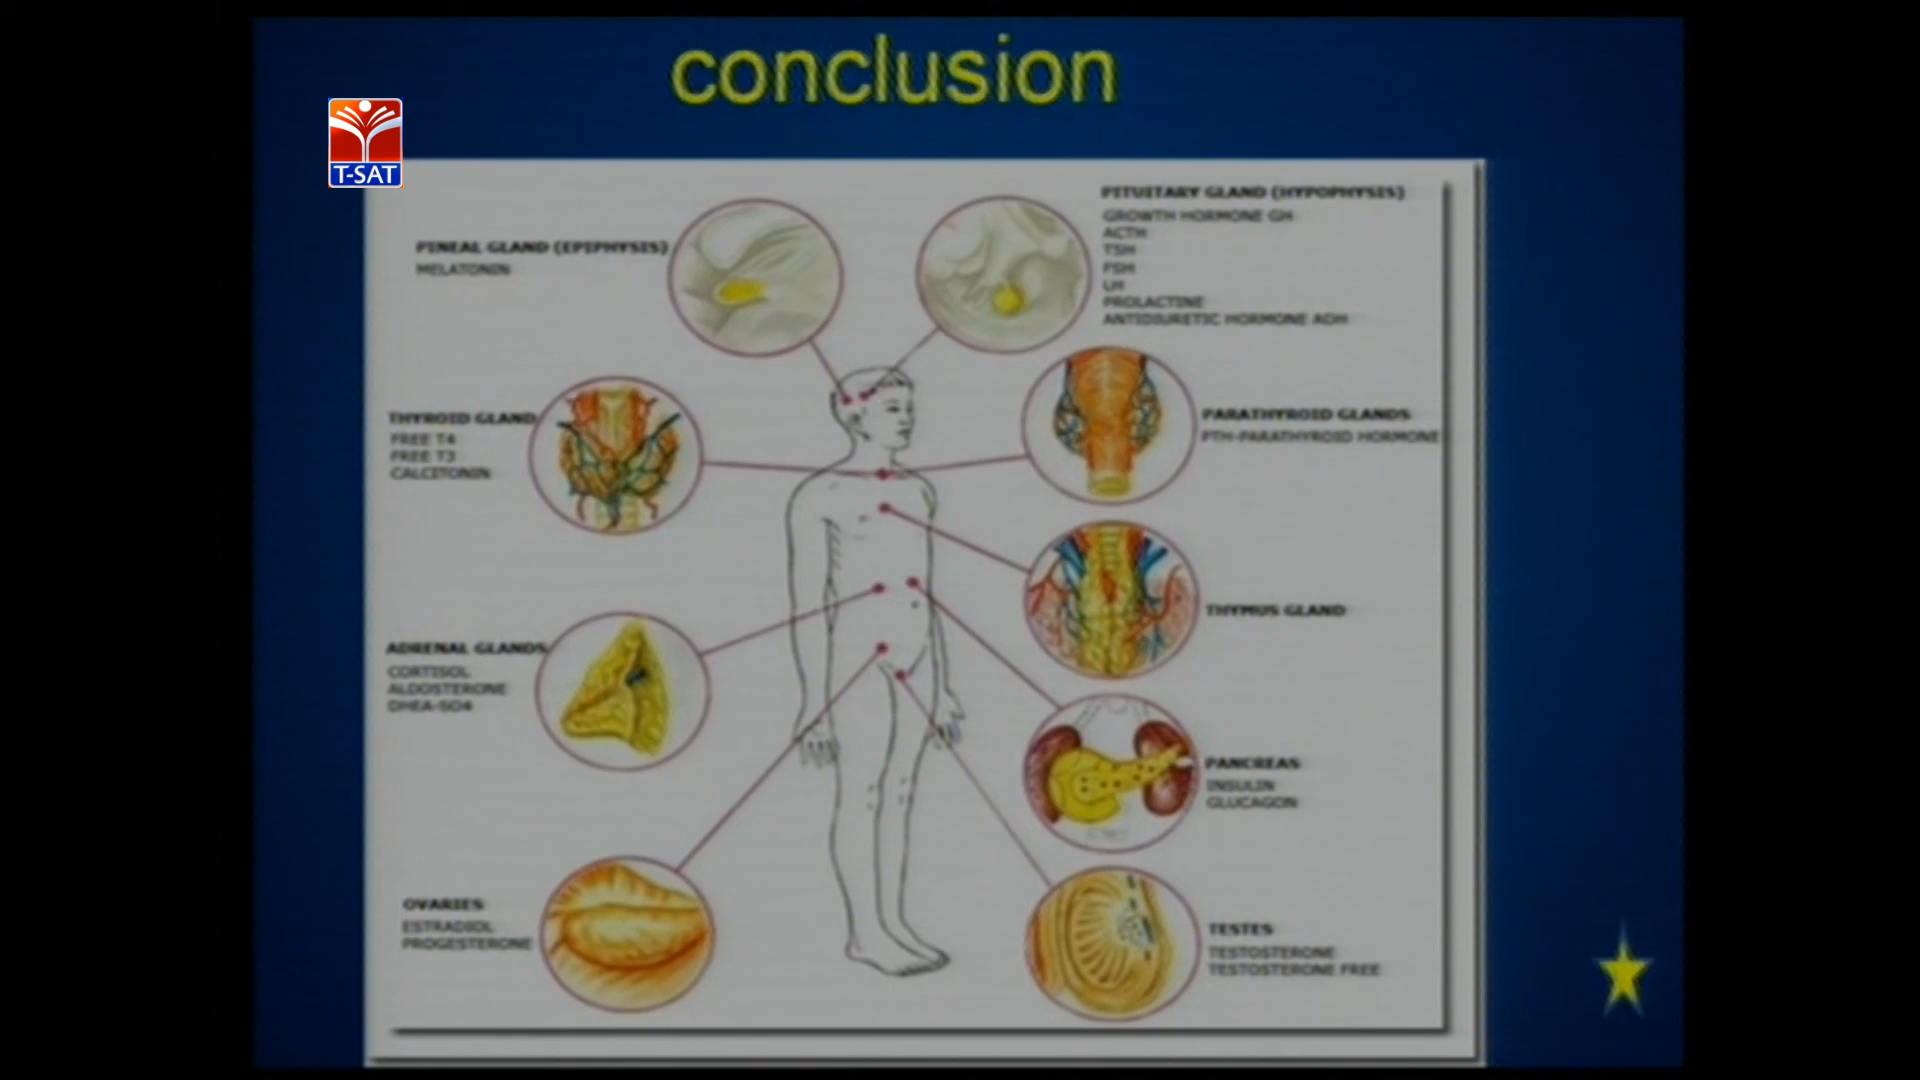 conclusion
T-SAT
PINEAL GLAND (EPIPHYSIS)
MELATONIN
PITUITARY GLAND (HYPOPHYSIS)
GROWTH HORMONE GH
ACTH
TSH
FSH
LH
PROLACTINE
ANTIDIURETIC HORMONE ADH
THYROID GLAND
FREE T4
FREE T3
CALCITONIN
PARATHYROID GLANDS
PTH-PARATHYROID HORMONE
THYMUS GLAND
ADRENAL GLANDS
CORTISOL
ALDOSTERONE
DHEA-SO4
PANCREAS
INSULIN
GLUCAGON
OVARIES
ESTRADIOL
PROGESTERONE
TESTES
TESTOSTERONE
TESTOSTERONE FREE